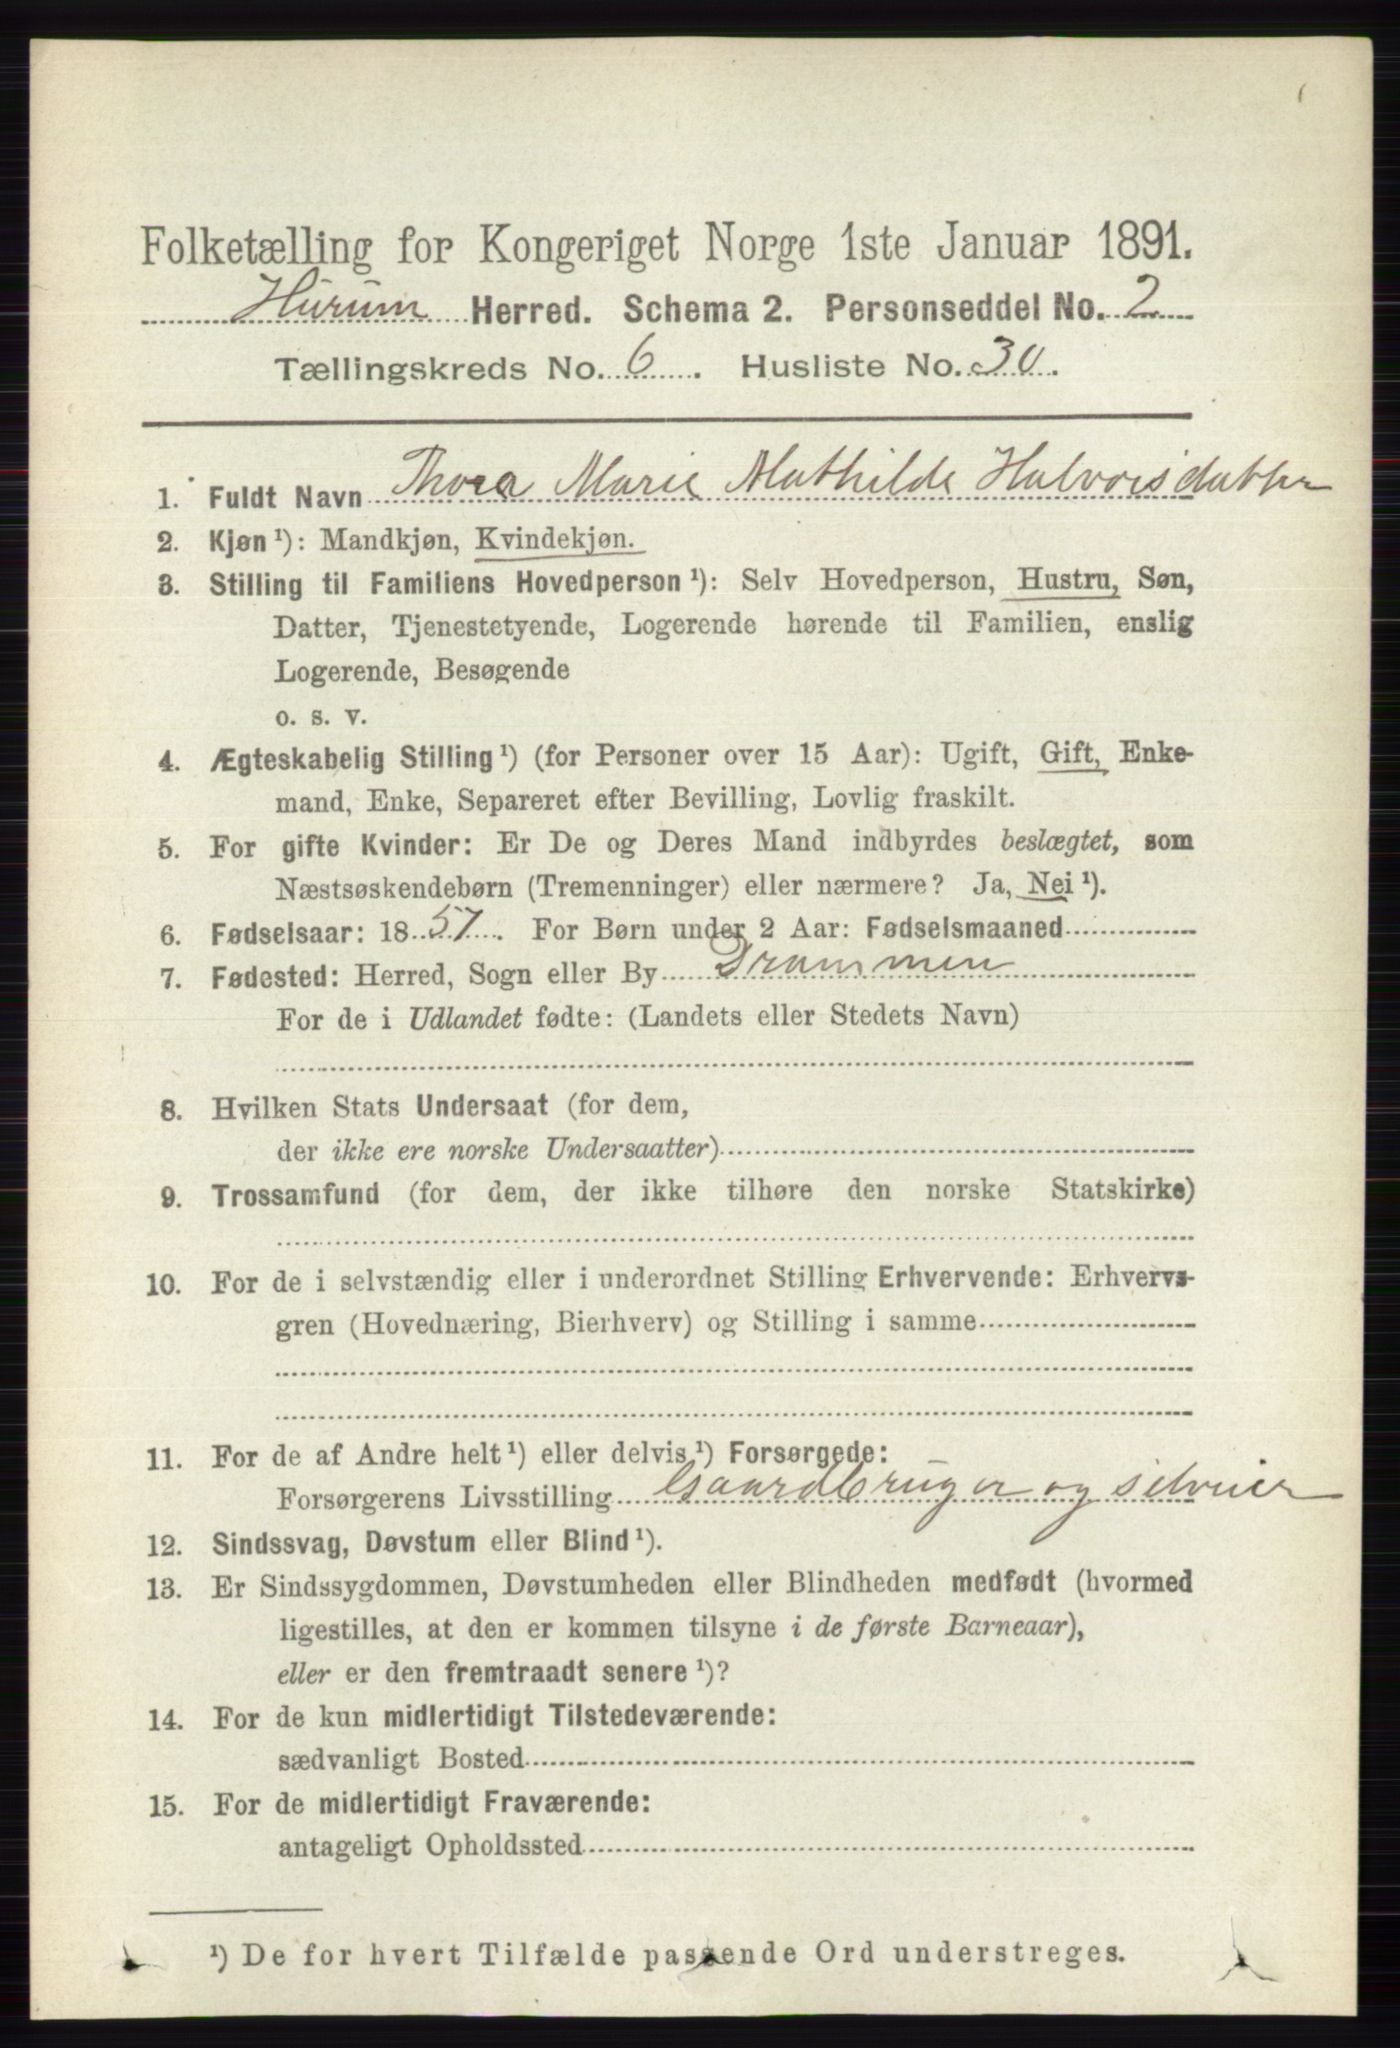 Folketælling for Kongeriget Norge 1ste Januar 1891.
Hurum Herred. Schema 2. Personseddel No. 2
Tællingskreds No. 6. Husliste No. 30.
1. Fuldt Navn Thora Marie Mathilde Halvorsdatter
2. Kjøn ¹): Mandkjøn, Kvindekjøn.
3. Stilling til Familiens Hovedperson ¹): Selv Hovedperson, Hustru, Søn,
Datter, Tjenestetyende, Logerende hørende til Familien, enslig
Logerende, Besøgende
o. s. v.
4. Ægteskabelig Stilling ¹) (for Personer over 15 Aar): Ugift, Gift, Enke-
mand, Enke, Separeret efter Bevilling, Lovlig fraskilt.
5. For gifte Kvinder: Er De og Deres Mand indbyrdes beslægtet, som
Næstsøskendebørn (Tremenninger) eller nærmere? Ja, Nei ¹).
6. Fødselsaar: 1857. For Børn under 2 Aar: Fødselsmaaned
7. Fødested: Herred, Sogn eller By Drammen
For de i Udlandet fødte: (Landets eller Stedets Navn)
8. Hvilken Stats Undersaat (for dem,
der ikke ere norske Undersaatter)
9. Trossamfund (for dem, der ikke tilhøre den norske Statskirke)
10. For de i selvstændig eller i underordnet Stilling Erhvervende: Erhvervs-
gren (Hovednæring, Bierhverv) og Stilling i samme
11. For de af Andre helt ¹) eller delvis ¹) Forsørgede:
Forsørgerens Livsstilling Gaardbruger og selveier
12. Sindssvag, Døvstum eller Blind ¹).
13. Er Sindssygdommen, Døvstumheden eller Blindheden medfødt (hvormed
ligestilles, at den er kommen tilsyne i de første Barneaar),
eller er den fremtraadt senere ¹)?
14. For de kun midlertidigt Tilstedeværende:
sædvanligt Bosted
15. For de midlertidigt Fraværende:
antageligt Opholdssted
¹) De for hvert Tilfælde passende Ord understreges.